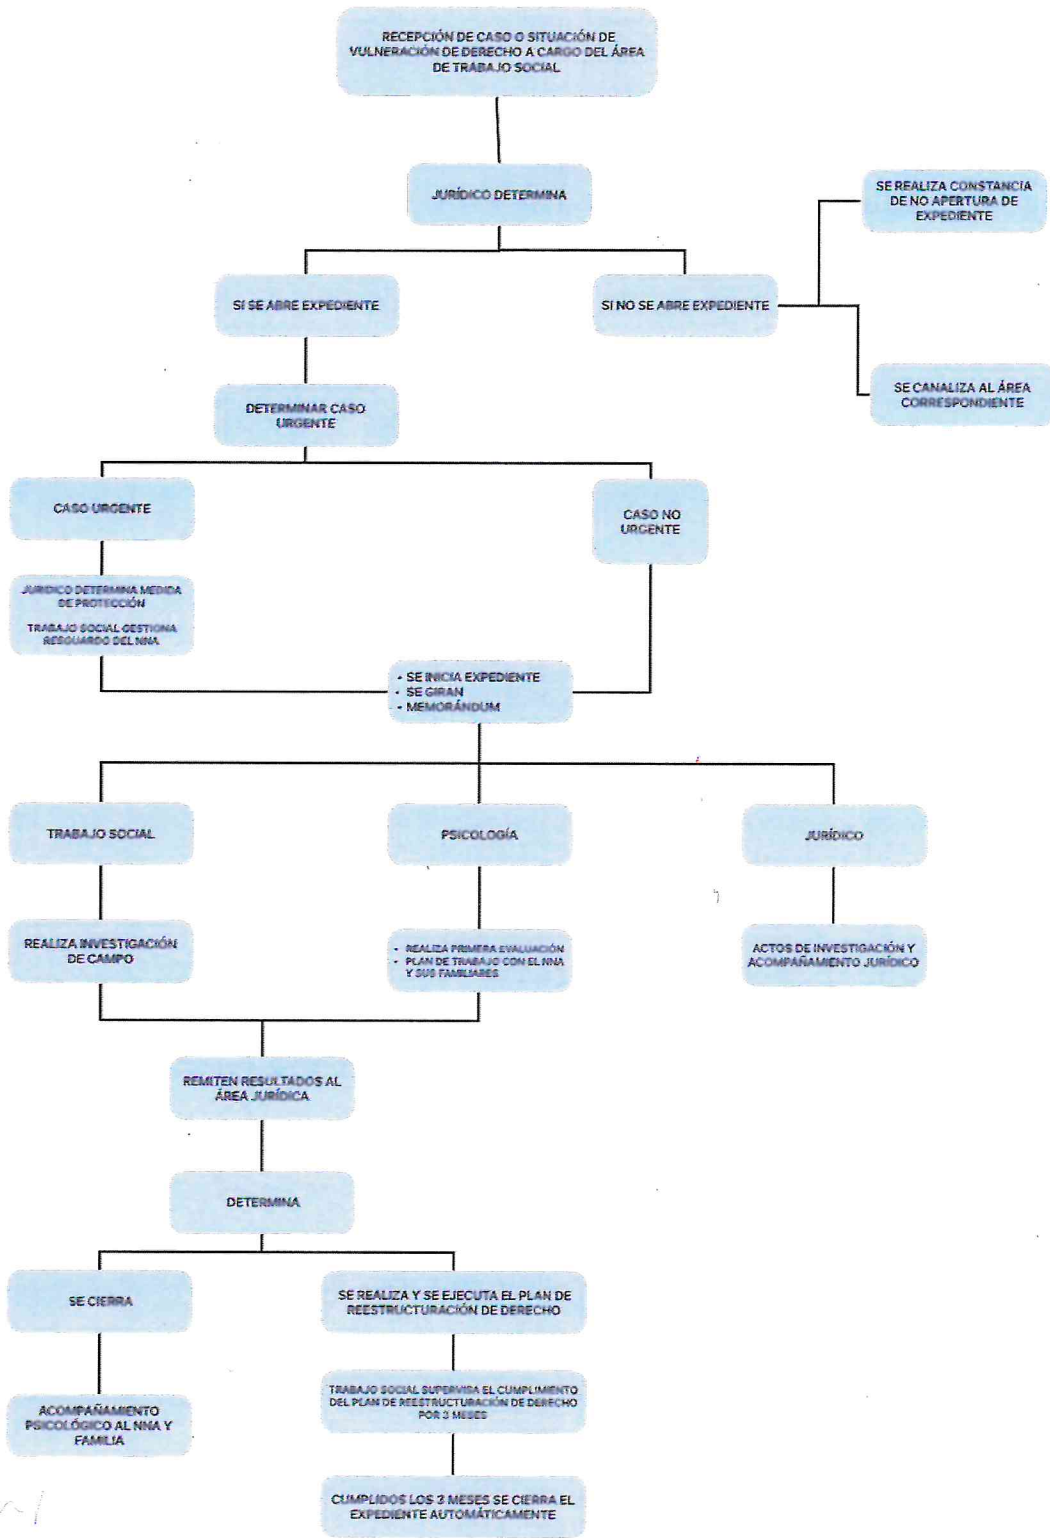 RECEPCIÓN DE CASO O SITUACIÓN DE
VULNERACIÓN DE DERECHO A CARGO DEL ÁREA
DE TRABAJO SOCIAL
JURÍDICO DETERMINA
SE REALIZA CONSTANCIA
DE NO APERTURA DE
EXPEDIENTE
SI SE ABRE EXPEDIENTE
SI NO SE ABRE EXPEDIENTE
SE CANALIZA AL ÁREA
CORRESPONDIENTE
DETERMINAR CASO
URGENTE
CASO URGENTE
CASO NO
URGENTE
JURIDICO DETERMINA MEDIDA
DE PROTECCIÓN
TRABAJO SOCIAL GESTIONA
RESGUARDO DEL NNA
• SE INICIA EXPEDIENTE
• SE GIRAN
• MEMORÁNDUM
TRABAJO SOCIAL
PSICOLOGÍA
JURÍDICO
REALIZA INVESTIGACIÓN
DE CAMPO
• REALIZA PRIMERA EVALUACIÓN
• PLAN DE TRABAJO CON EL NNA
Y SUS FAMILIARES
ACTOS DE INVESTIGACIÓN Y
ACOMPAÑAMIENTO JURÍDICO
REMITEN RESULTADOS AL
ÁREA JURÍDICA
DETERMINA
SE CIERRA
SE REALIZA Y SE EJECUTA EL PLAN DE
REESTRUCTURACIÓN DE DERECHO
ACOMPAÑAMIENTO
PSICOLÓGICO AL NNA Y
FAMILIA
TRABAJO SOCIAL SUPERVISA EL CUMPLIMIENTO
DEL PLAN DE REESTRUCTURACIÓN DE DERECHO
POR 3 MESES
CUMPLIDOS LOS 3 MESES SE CIERRA EL
EXPEDIENTE AUTOMÁTICAMENTE